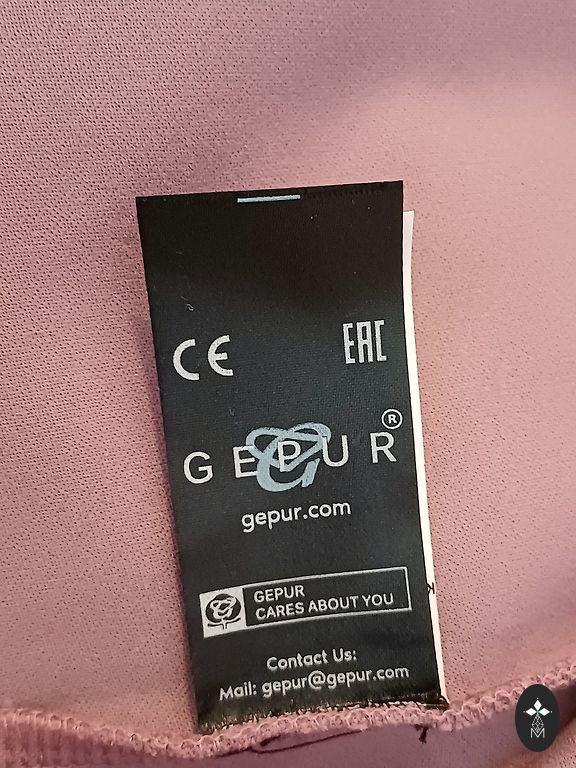 CE EAC
GEPUR®
gepur.com
GEPUR
CARES ABOUT YOU
Contact Us:
Mail: gepur@gepur.com
M